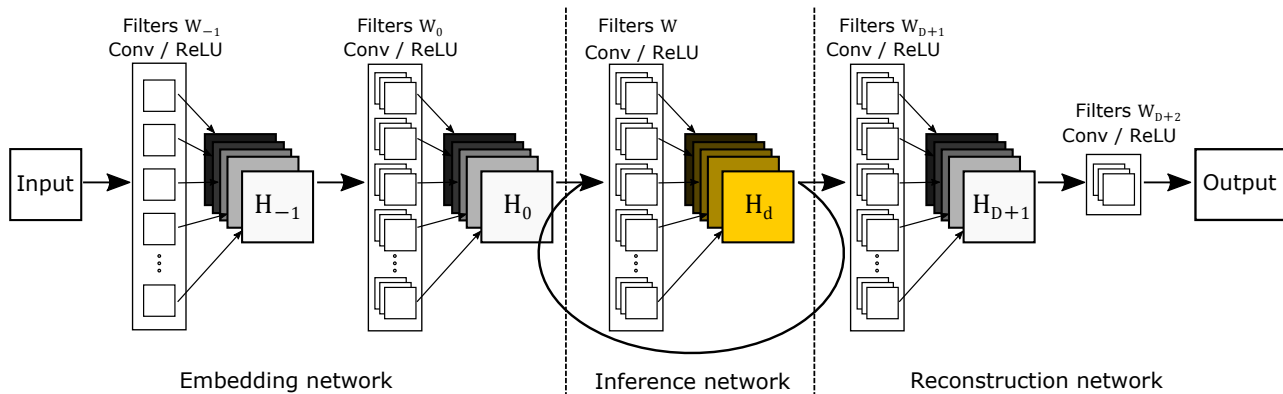 Filters W₋₁
Conv / ReLU
Filters W₀
Conv / ReLU
Filters W
Conv / ReLU
Filters W_D+1
Conv / ReLU
Filters W_D+2
Conv / ReLU
Input
H₋₁
H₀
H_d
H_D+1
Output
Embedding network
Inference network
Reconstruction network